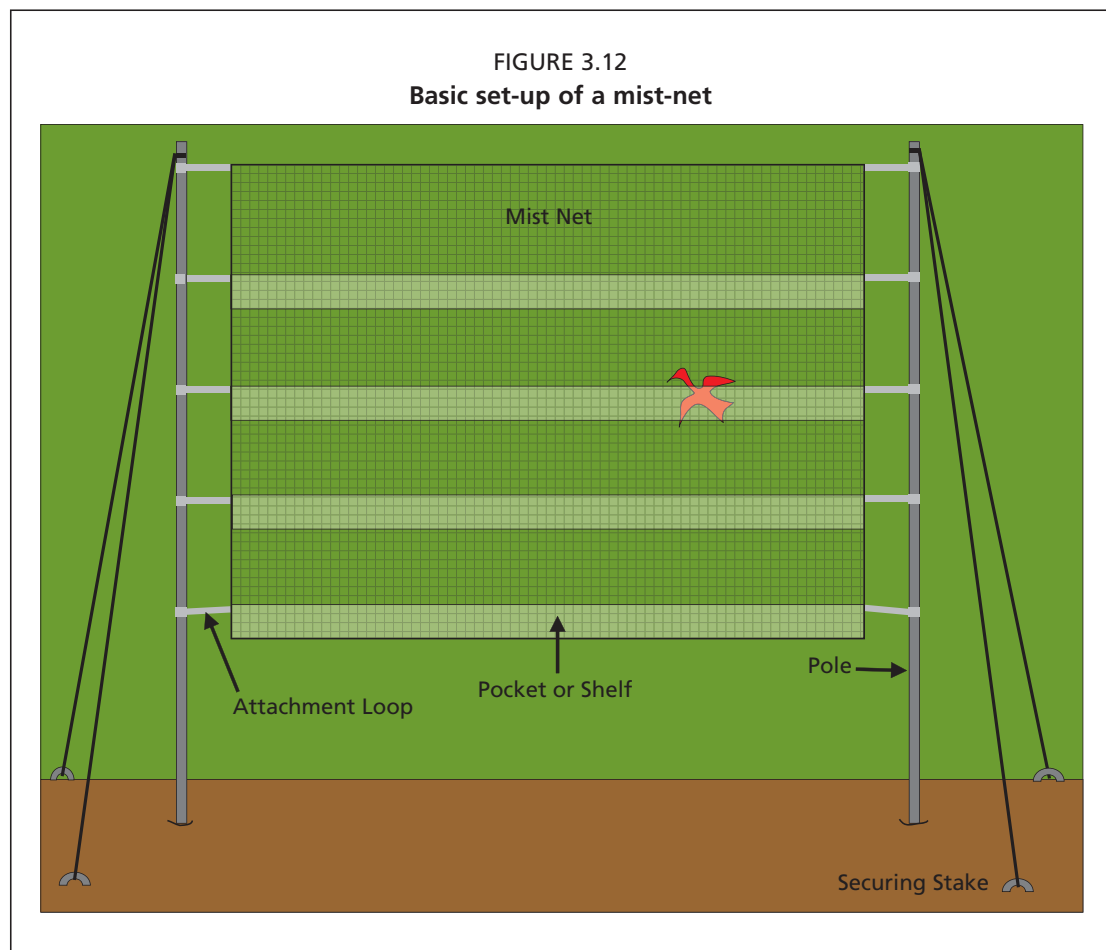 FIGURE 3.12
Basic set-up of a mist-net
Mist Net
Pole
Pocket or Shelf
Attachment Loop
Securing Stake